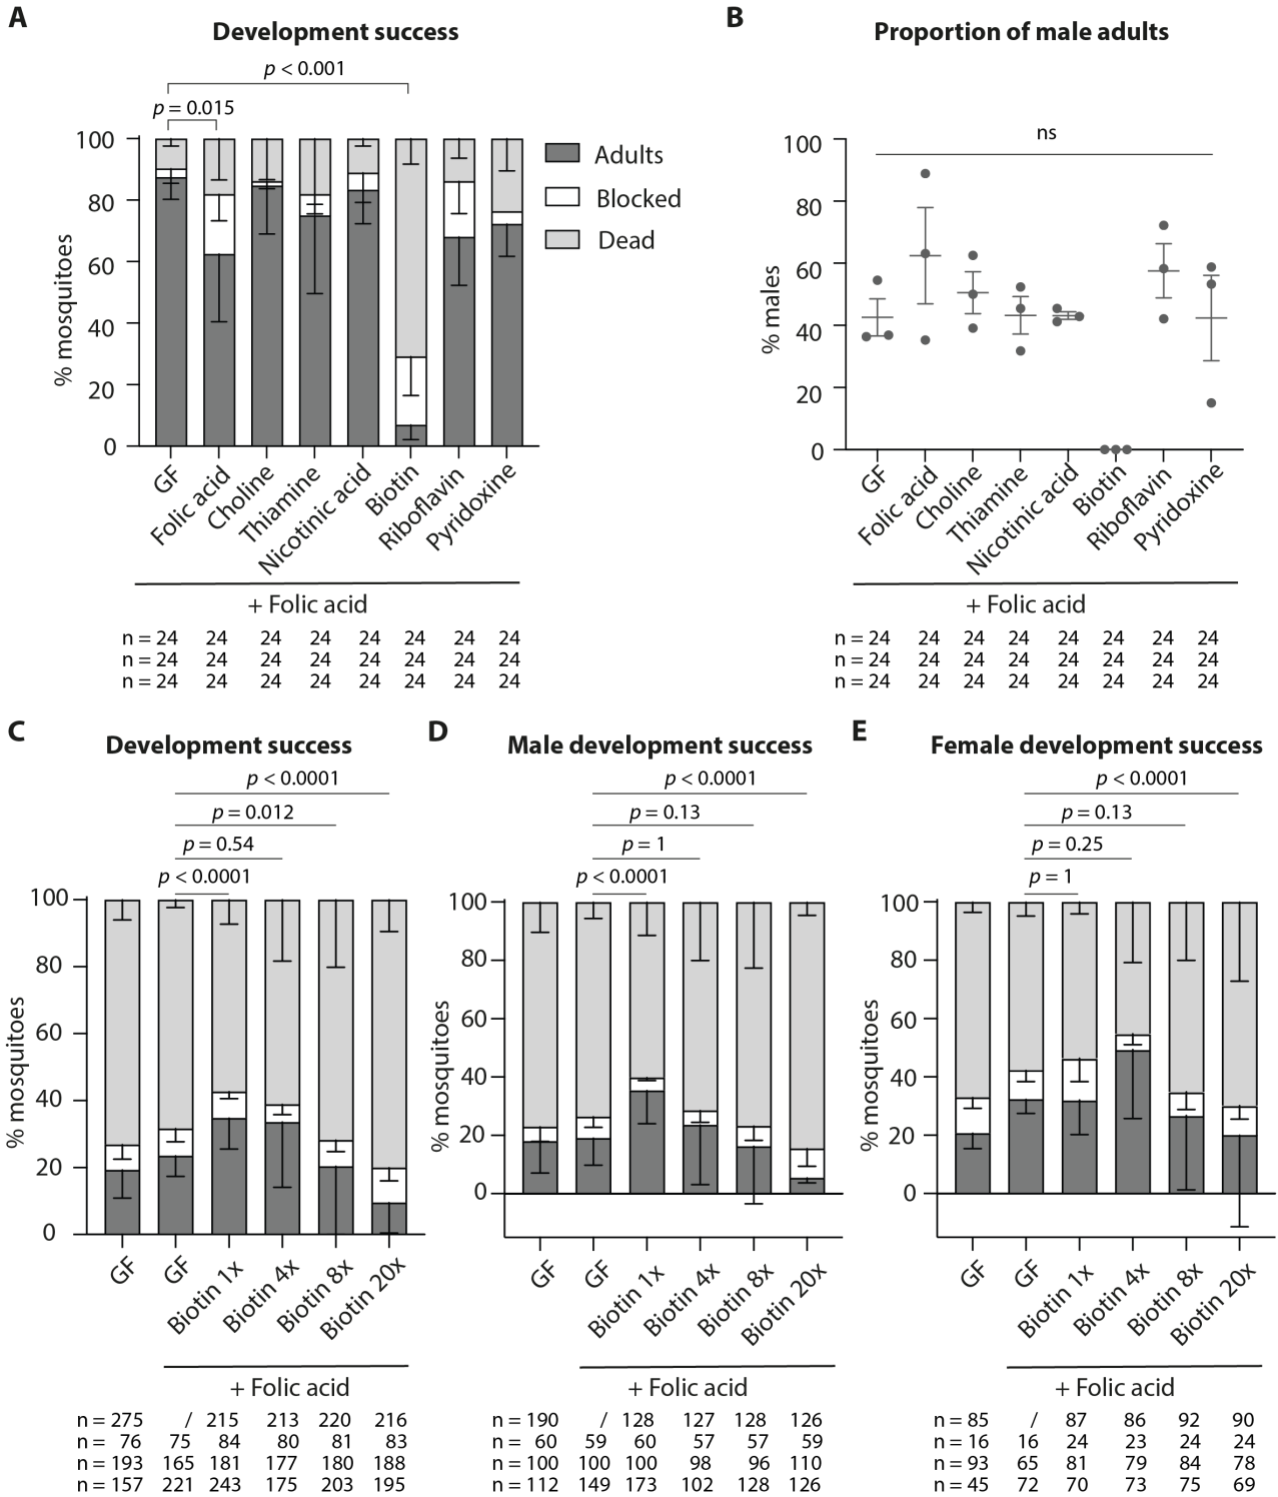 A
Development success
p < 0.001
p = 0.015
100
80
60
40
20
0
% mosquitoes
Adults
Blocked
Dead
GF
Folic acid
Choline
Thiamine
Nicotinic acid
Biotin
Riboflavin
Pyridoxine
+ Folic acid
n = 24 24 24 24 24 24 24 24
n = 24 24 24 24 24 24 24 24
n = 24 24 24 24 24 24 24 24
B
Proportion of male adults
ns
100
80
60
40
20
0
% males
GF
Folic acid
Choline
Thiamine
Nicotinic acid
Biotin
Riboflavin
Pyridoxine
+ Folic acid
n = 24 24 24 24 24 24 24 24
n = 24 24 24 24 24 24 24 24
n = 24 24 24 24 24 24 24 24
C
Development success
p < 0.0001
p = 0.012
p = 0.54
p < 0.0001
100
80
60
40
20
0
% mosquitoes
GF
GF
Biotin 1x
Biotin 4x
Biotin 8x
Biotin 20x
+ Folic acid
n = 275 / 215 213 220 216
n = 76 75 84 80 81 83
n = 193 165 181 177 180 188
n = 157 221 243 175 203 195
D
Male development success
p < 0.0001
p = 0.13
p = 1
p < 0.0001
100
80
60
40
20
0
% mosquitoes
GF
GF
Biotin 1x
Biotin 4x
Biotin 8x
Biotin 20x
+ Folic acid
n = 190 / 128 127 128 126
n = 60 59 60 57 57 59
n = 100 100 100 98 96 110
n = 112 149 173 102 128 126
E
Female development success
p < 0.0001
p = 0.13
p = 0.25
p = 1
100
80
60
40
20
0
% mosquitoes
GF
GF
Biotin 1x
Biotin 4x
Biotin 8x
Biotin 20x
+ Folic acid
n = 85 / 87 86 92 90
n = 16 16 24 23 24 24
n = 93 65 81 79 84 78
n = 45 72 70 73 75 69